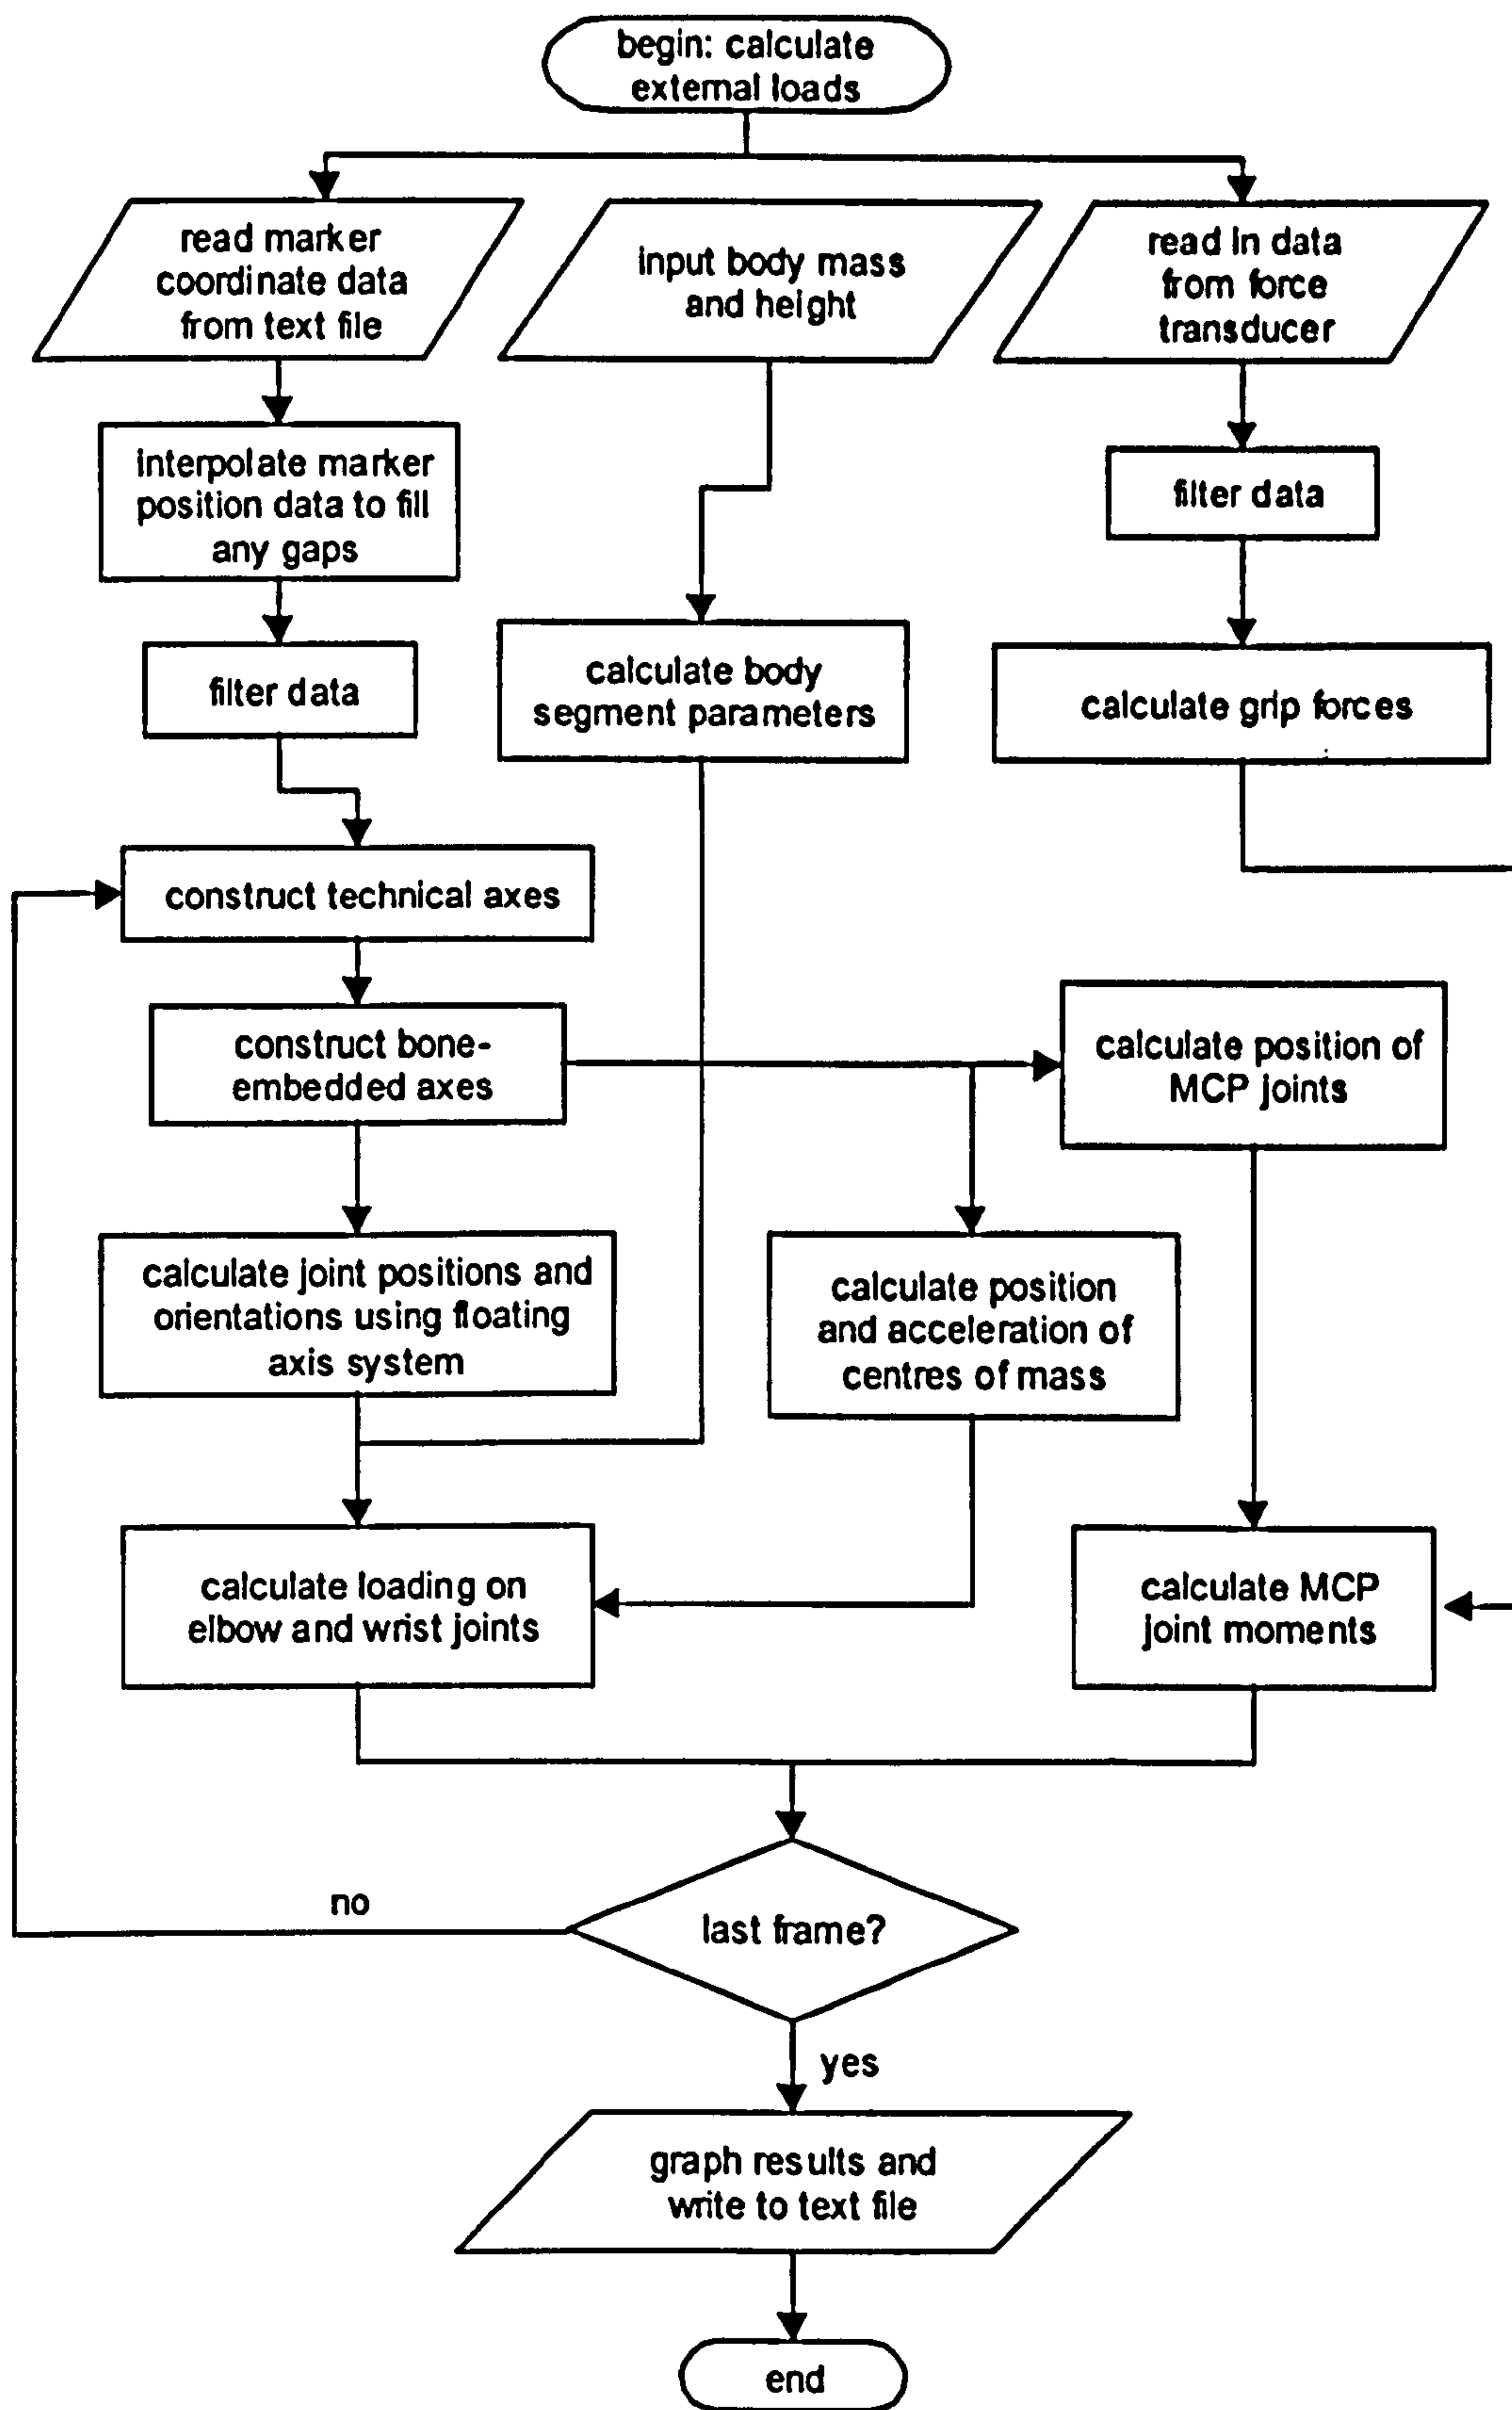 begin: calculate
external loads
read marker
coordinate data
from text file
input body mass
and height
read in data
from force
transducer
interpolate marker
position data to fill
any gaps
filter data
filter data
calculate body
segment parameters
calculate grip forces
construct technical axes
construct bone-
embedded axes
calculate position of
MCP joints
calculate joint positions and
orientations using floating
axis system
calculate position
and acceleration of
centres of mass
calculate loading on
elbow and wrist joints
calculate MCP
joint moments
no
last frame?
yes
graph results and
write to text file
end